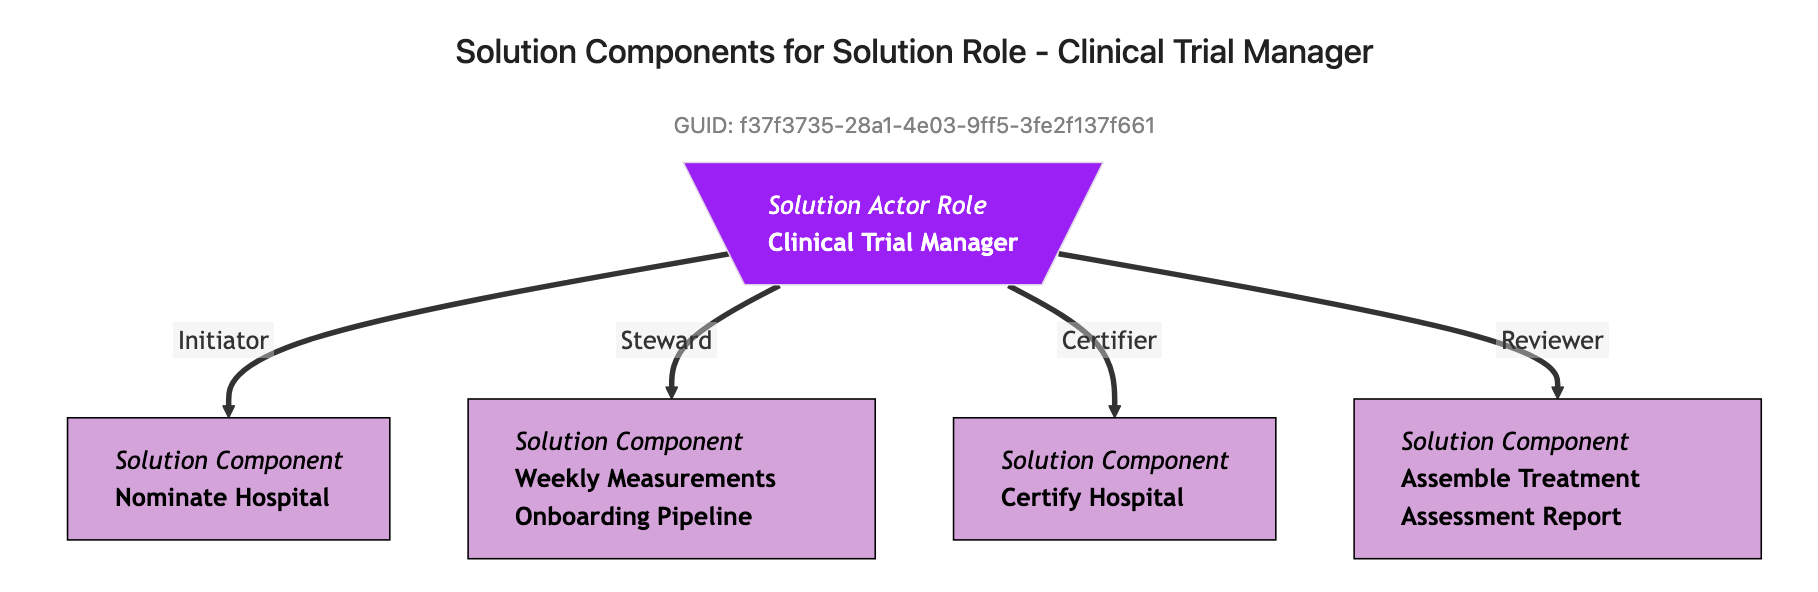 Solution Components for Solution Role - Clinical Trial Manager
GUID: f37f3735-28a1-4e03-9ff5-3fe2f137f661
Solution Actor Role
Clinical Trial Manager
Initiator
Steward
Certifier
Reviewer
Solution Component
Nominate Hospital
Solution Component
Weekly Measurements
Onboarding Pipeline
Solution Component
Certify Hospital
Solution Component
Assemble Treatment
Assessment Report